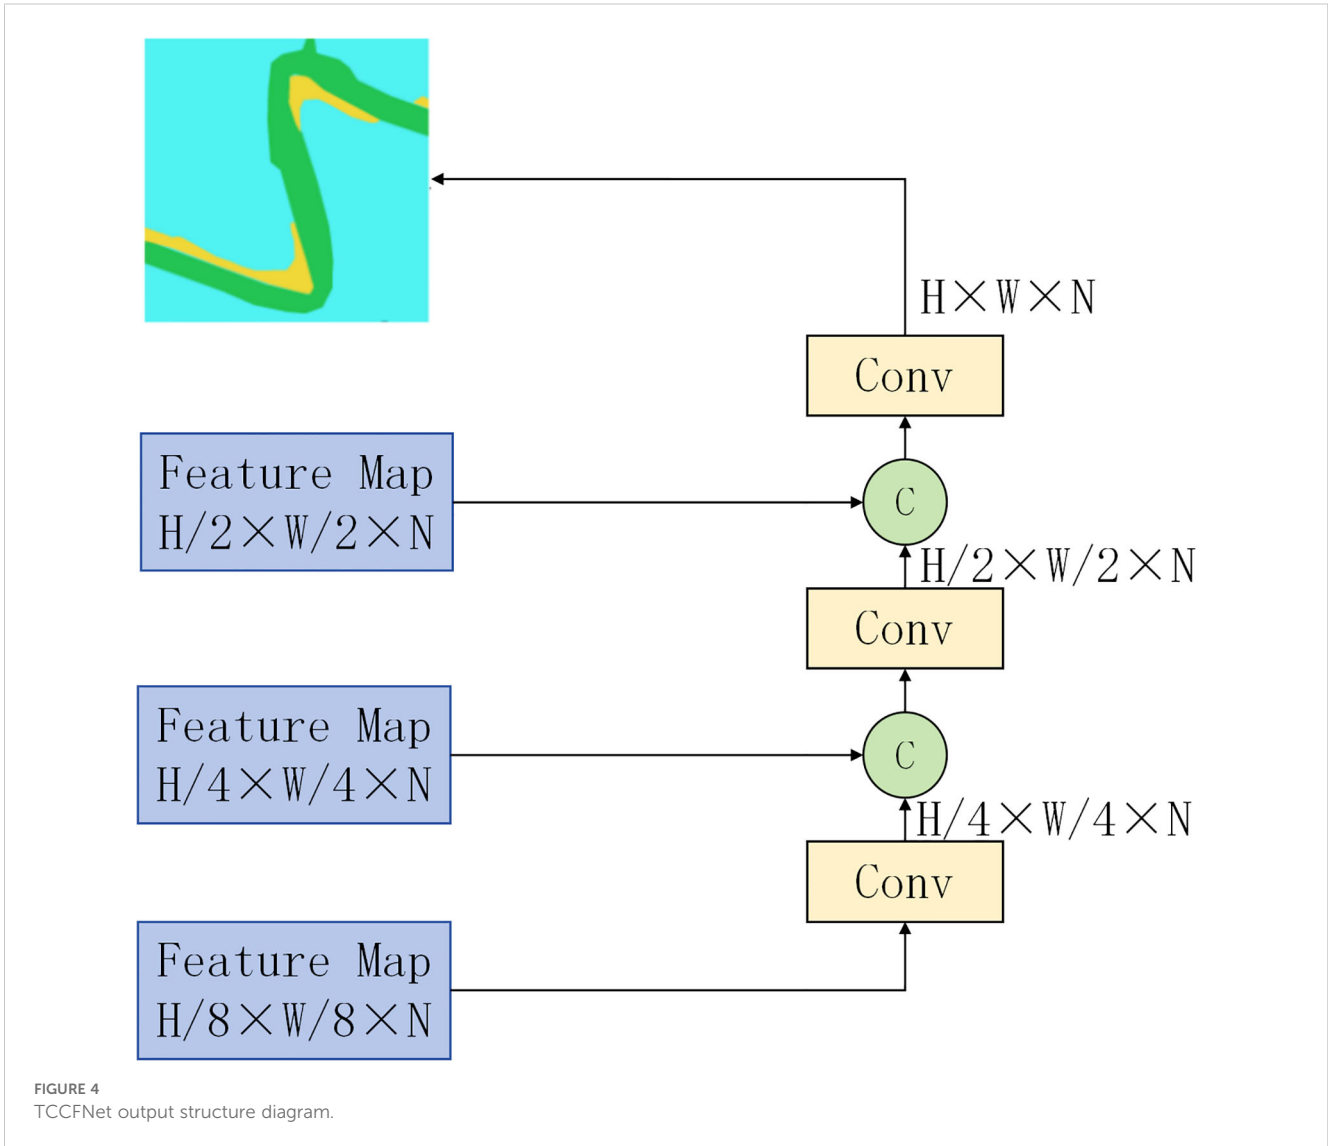 H×W×N
Conv
Feature Map
H/2×W/2×N
C
H/2×W/2×N
Conv
Feature Map
H/4×W/4×N
C
H/4×W/4×N
Conv
Feature Map
H/8×W/8×N
FIGURE 4
TCCFNet output structure diagram.